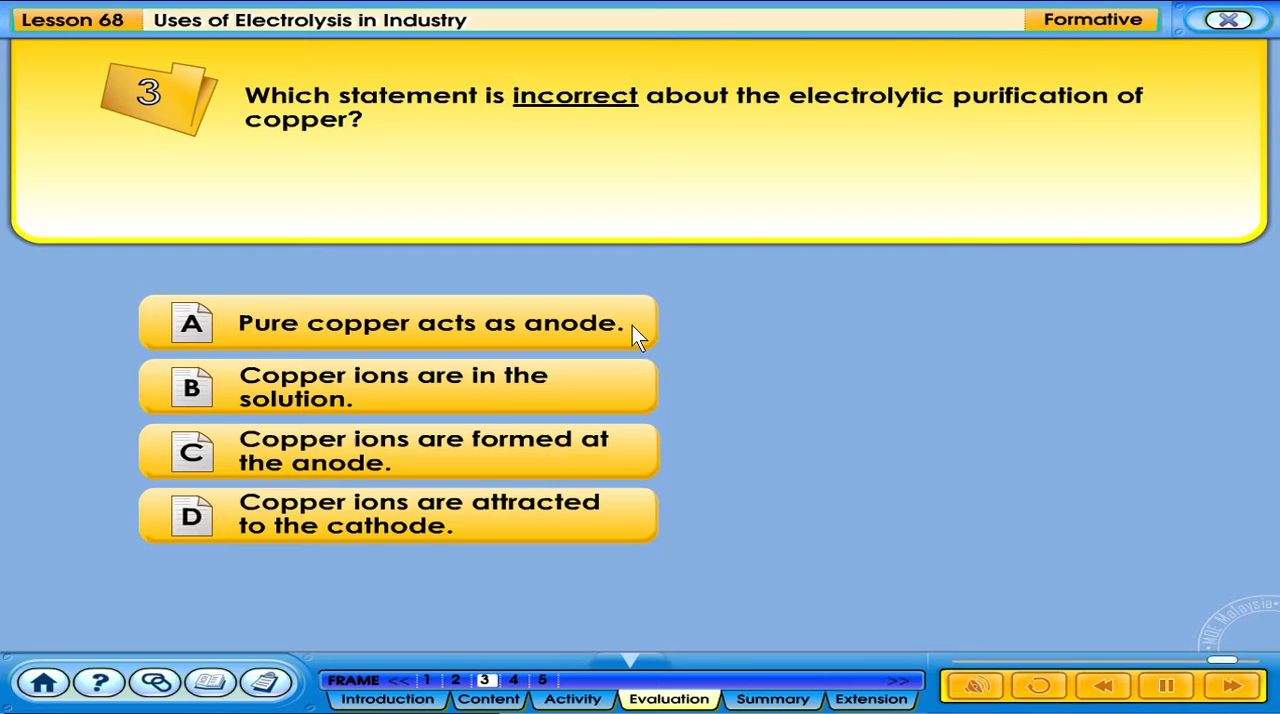 Lesson 68
Uses of Electrolysis in Industry
Formative
3
Which statement is incorrect about the electrolytic purification of
copper?
A
Pure copper acts as anode.
B
Copper ions are in the
solution.
C
Copper ions are formed at
the anode.
D
Copper ions are attracted
to the cathode.
MDE Malaysia
?
FRAME << 1 2 3 4 5 >>
Introduction Content Activity Evaluation Summary Extension